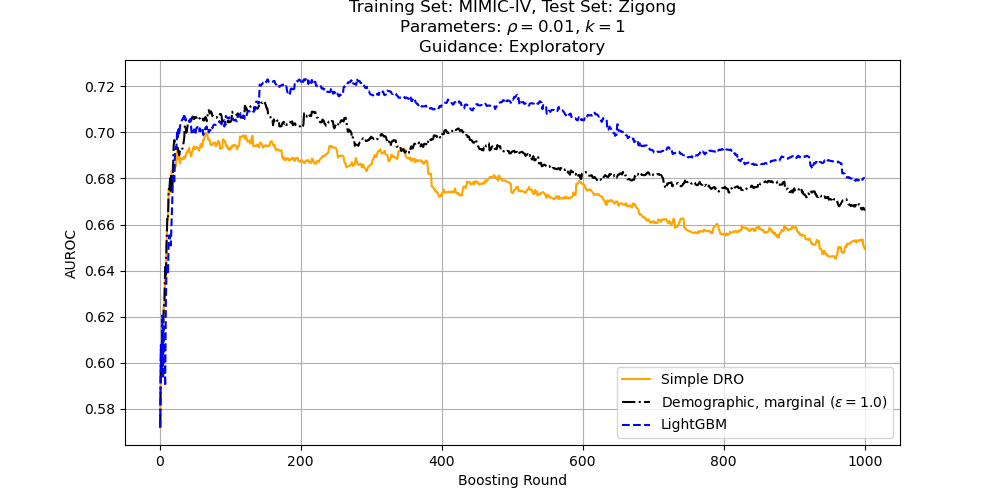 Training Set: MIMIC-IV, Test Set: Zigong
Parameters: ρ = 0.01, k = 1
Guidance: Exploratory
AUROC
0.72
0.70
0.68
0.66
0.64
0.62
0.60
0.58
Simple DRO
Demographic, marginal (ε = 1.0)
LightGBM
0 200 400 600 800 1000
Boosting Round